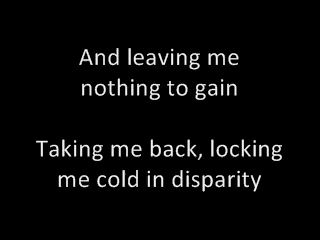 And leaving me
nothing to gain
Taking me back, locking
me cold in disparity